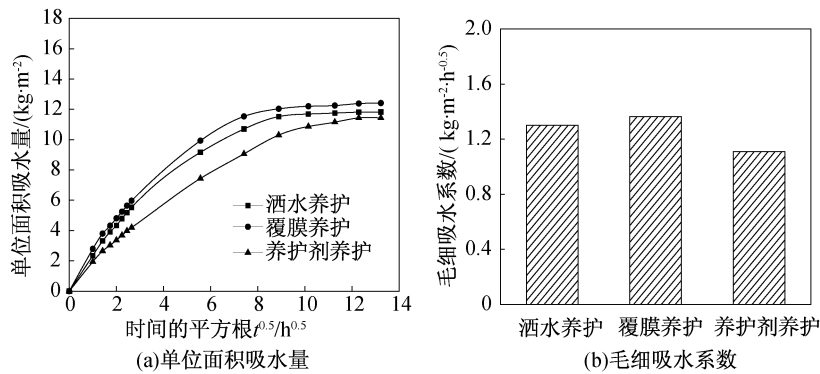 18
16
14
12
10
8
6
4
2
0
单位面积吸水量/(kg·m-2)
洒水养护
覆膜养护
养护剂养护
0 2 4 6 8 10 12 14
时间的平方根t0.5/h0.5
(a)单位面积吸水量
2.0
1.6
1.2
0.8
0.4
0
毛细吸水系数/( kg·m-2·h-0.5)
洒水养护 覆膜养护 养护剂养护
(b)毛细吸水系数